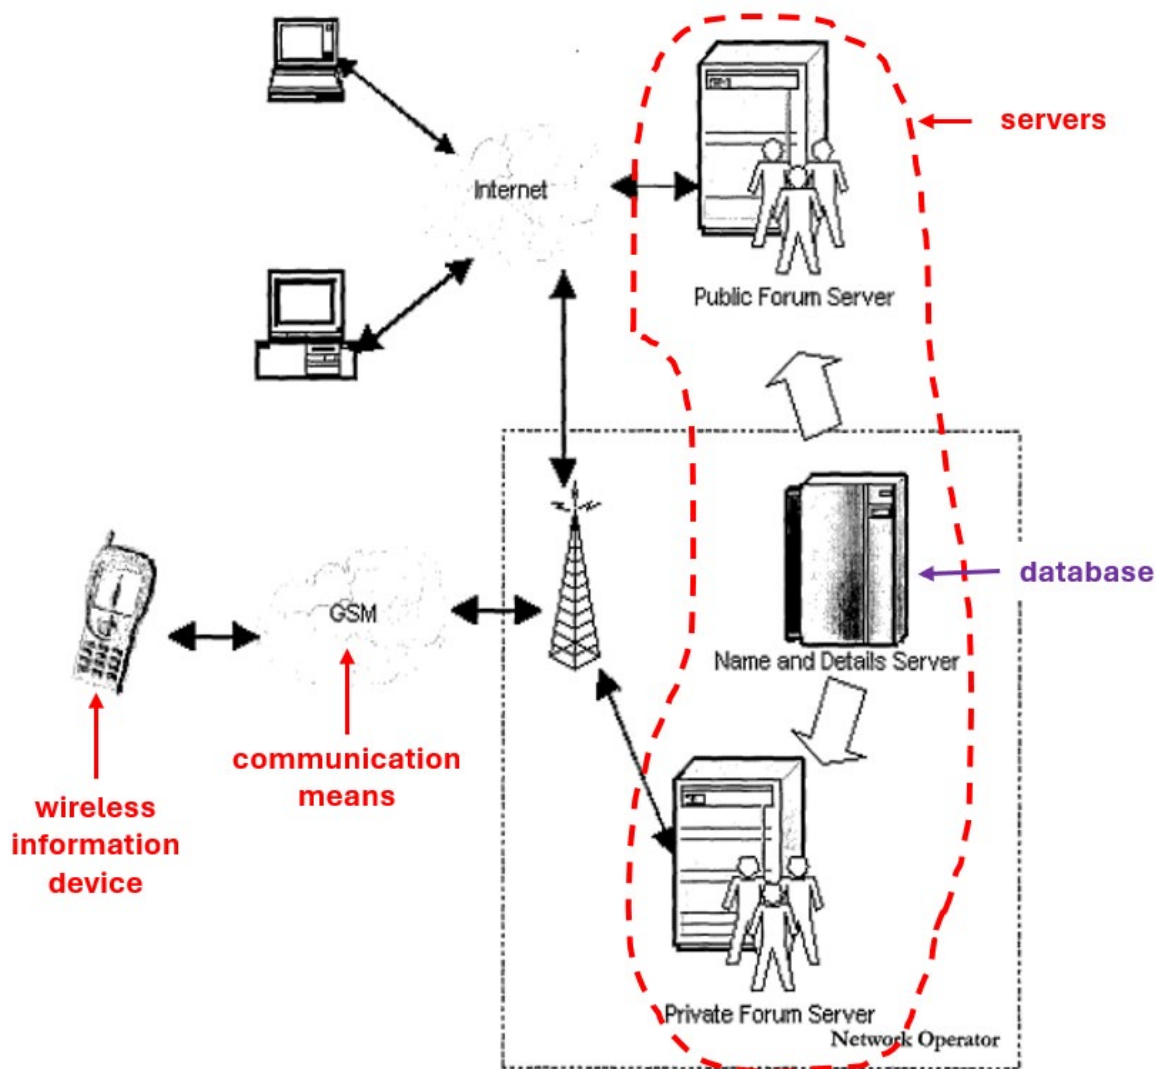 servers
Internet
Public Forum Server
database
GSM
Name and Details Server
communication
means
wireless
information
device
Private Forum Server
Network Operator